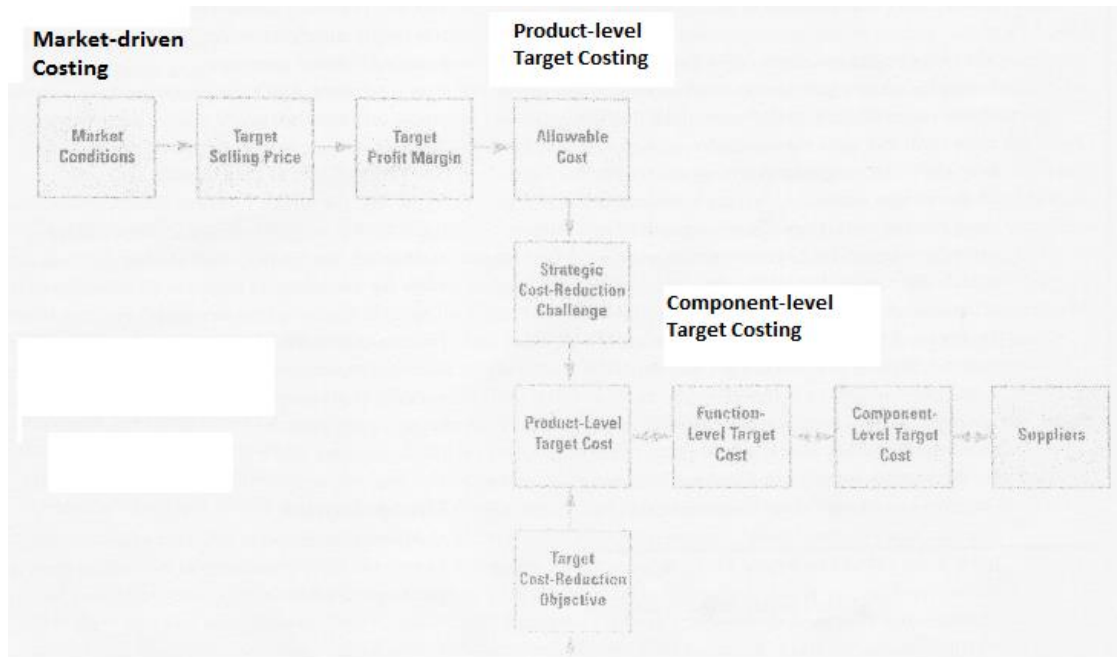 Market-driven
Costing
Product-level
Target Costing
Market
Conditions
Target
Selling Price
Target
Profit Margin
Allowable
Cost
Strategic
Cost-Reduction
Challenge
Component-level
Target Costing
Product-Level
Target Cost
Function-
Level Target
Cost
Component-
Level Target
Cost
Suppliers
Target
Cost-Reduction
Objective